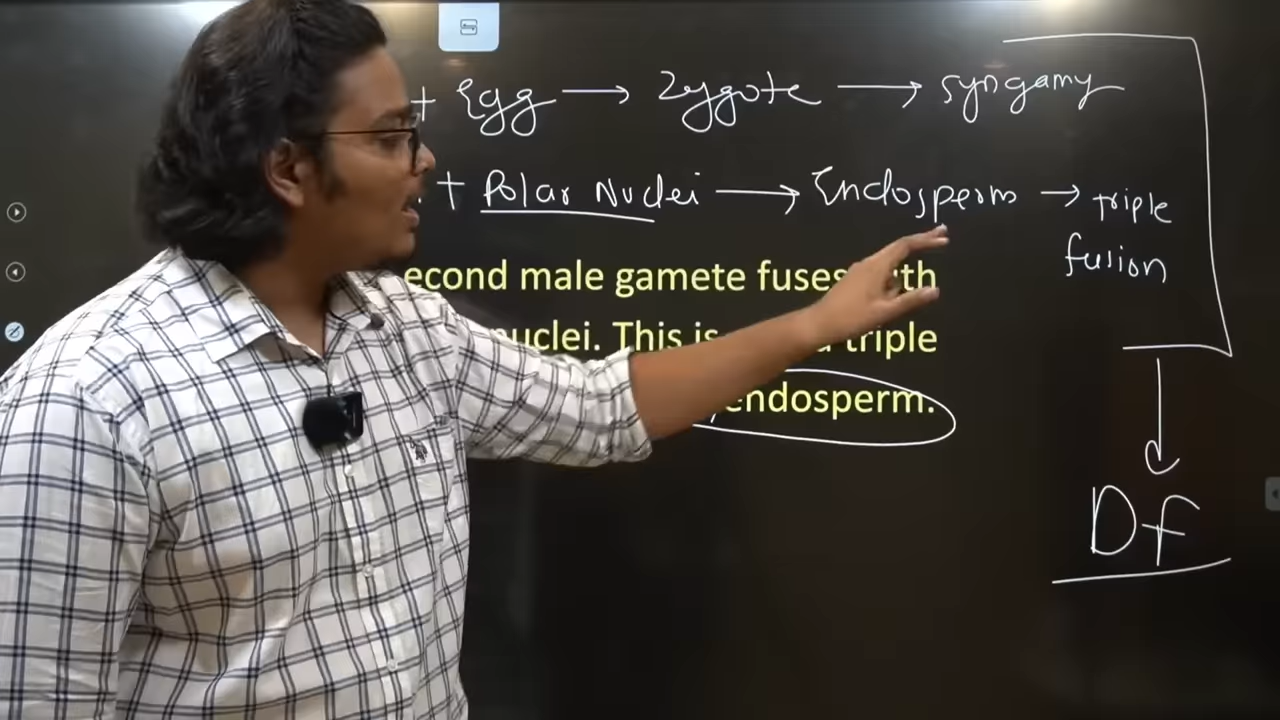 + Egg → Zygote → syngamy
+ Polar Nuclei → Endosperm → triple
fusion
econd male gamete fuses
nuclei. This is triple
endosperm.
Df